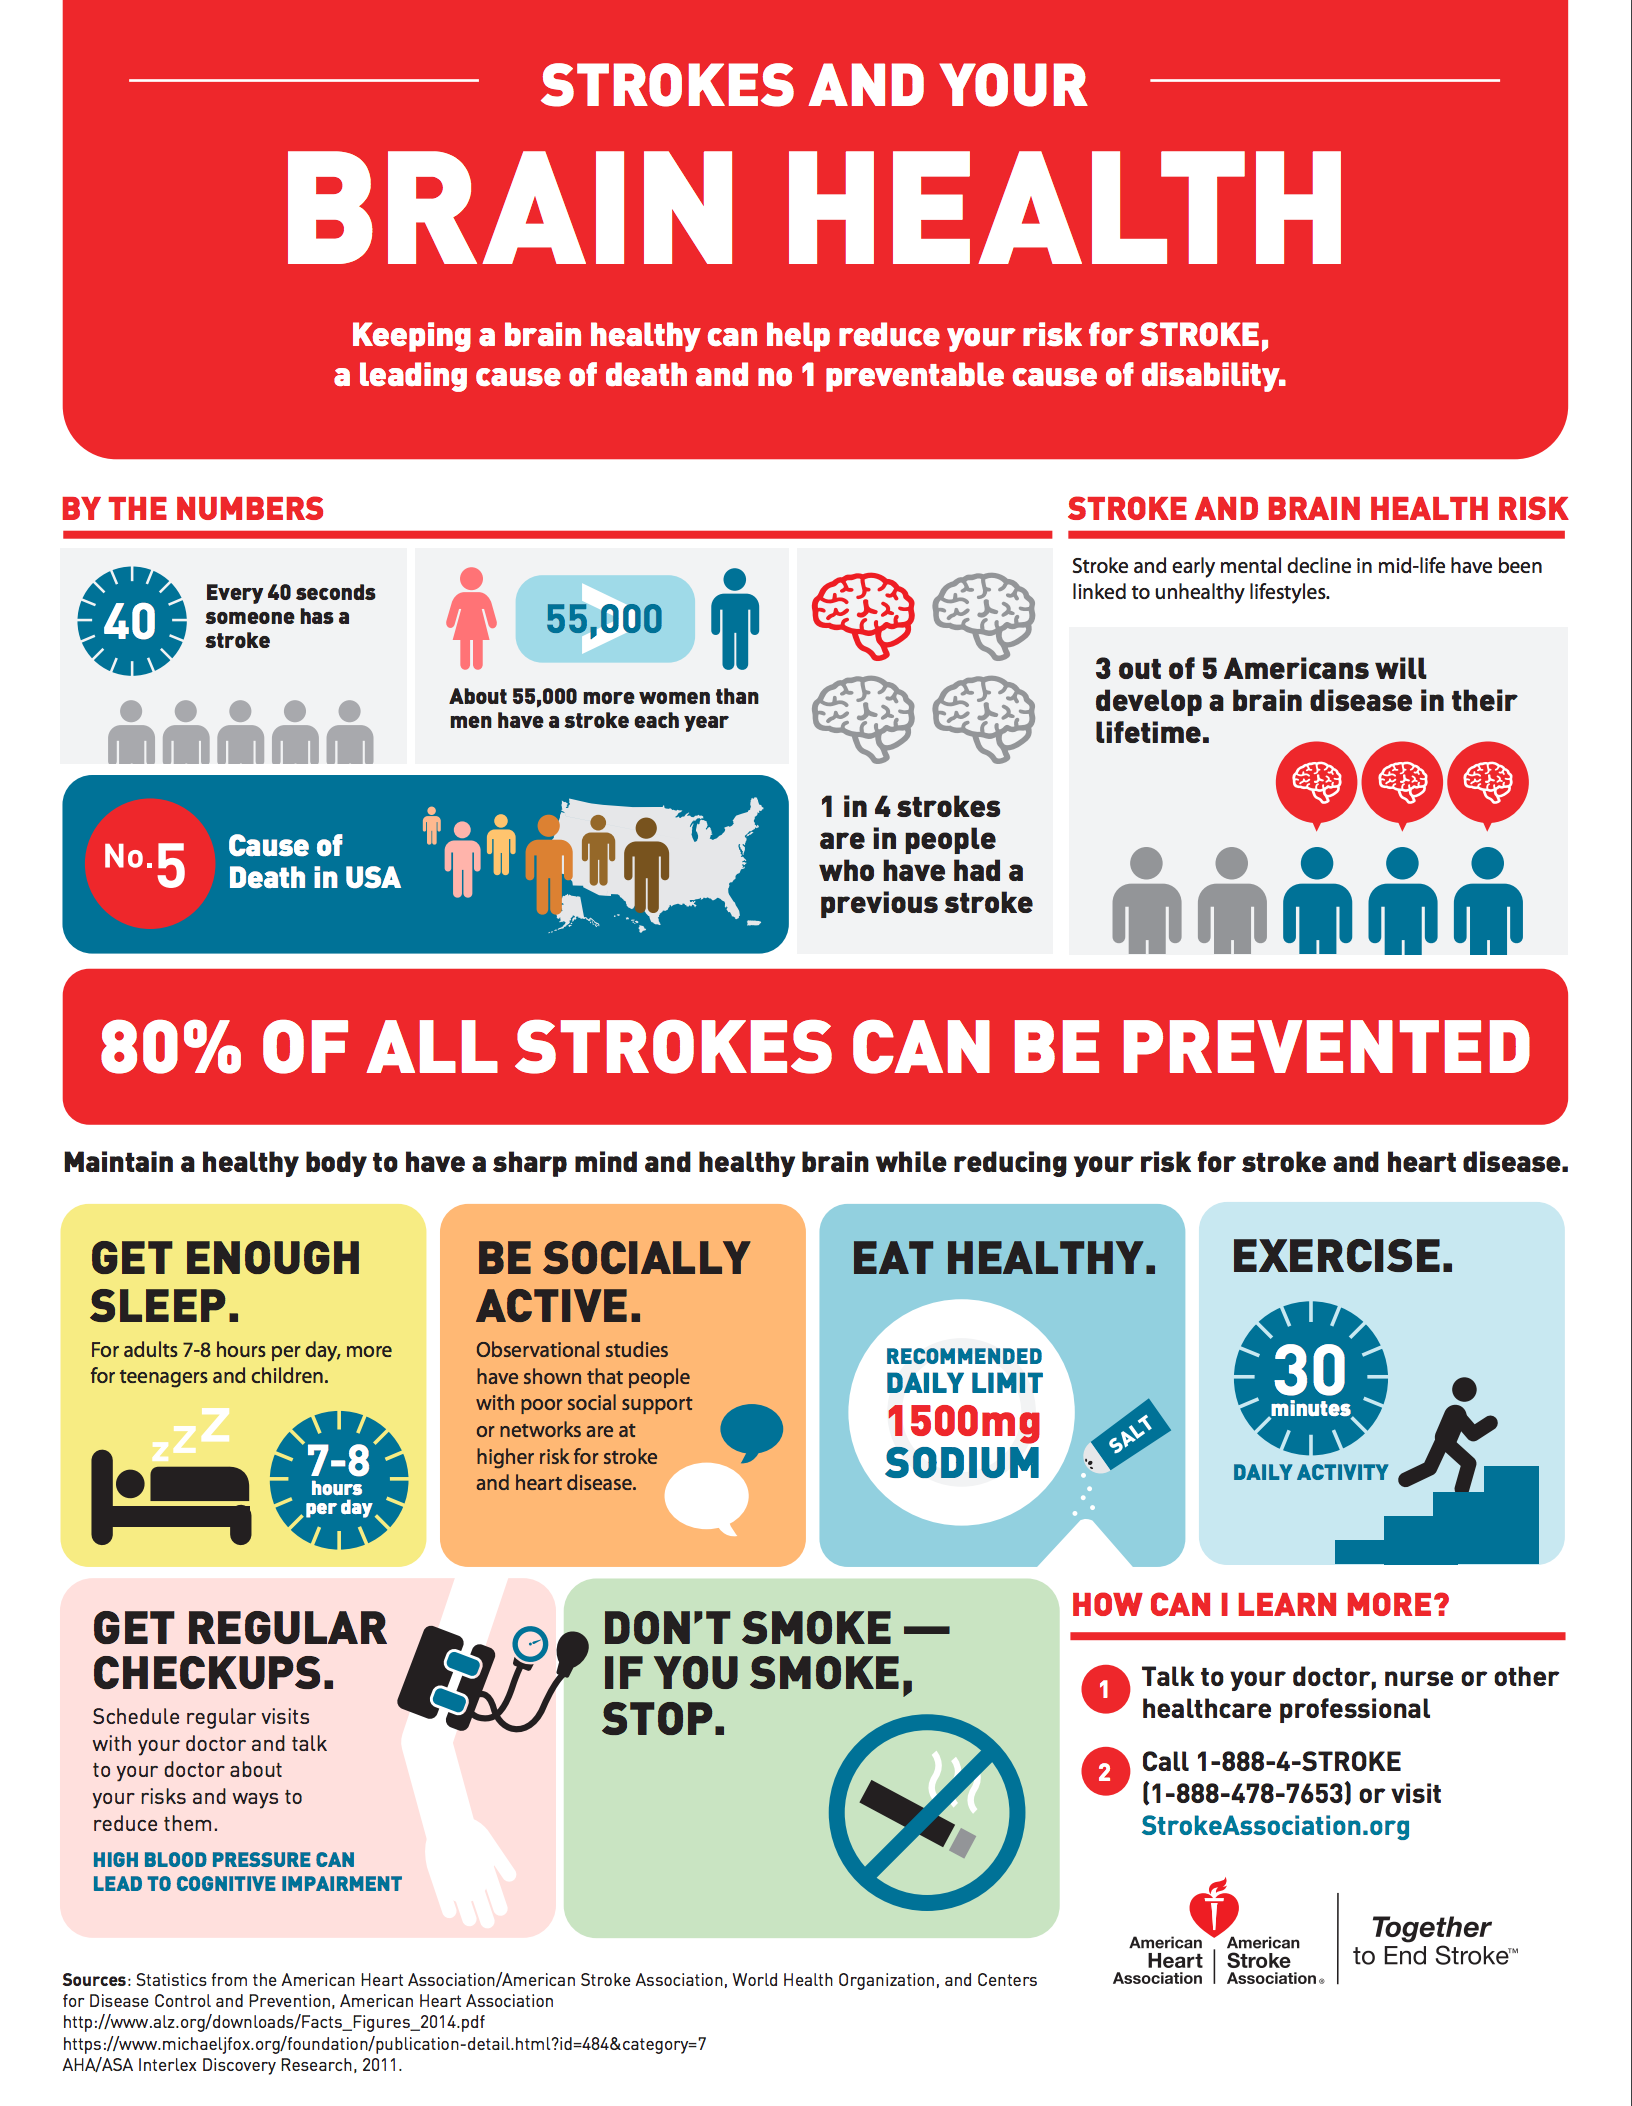 STROKES AND YOUR
BRAIN HEALTH
Keeping a brain healthy can help reduce your risk for STROKE,
a leading cause of death and no 1 preventable cause of disability.
BY THE NUMBERS
40
Every 40 seconds
someone has a
stroke
55,000
About 55,000 more women than
men have a stroke each year
No.5
Cause of
Death in USA
1 in 4 strokes
are in people
who have had a
previous stroke
STROKE AND BRAIN HEALTH RISK
Stroke and early mental decline in mid-life have been
linked to unhealthy lifestyles.
3 out of 5 Americans will
develop a brain disease in their
lifetime.
80% OF ALL STROKES CAN BE PREVENTED
Maintain a healthy body to have a sharp mind and healthy brain while reducing your risk for stroke and heart disease.
GET ENOUGH
SLEEP.
For adults 7-8 hours per day, more
for teenagers and children.
zZZ
7-8
hours
per day
BE SOCIALLY
ACTIVE.
Observational studies
have shown that people
with poor social support
or networks are at
higher risk for stroke
and heart disease.
EAT HEALTHY.
RECOMMENDED
DAILY LIMIT
1500mg
SODIUM
SALT
EXERCISE.
30
minutes
DAILY ACTIVITY
GET REGULAR
CHECKUPS.
Schedule regular visits
with your doctor and talk
to your doctor about
your risks and ways to
reduce them.
HIGH BLOOD PRESSURE CAN
LEAD TO COGNITIVE IMPAIRMENT
DON'T SMOKE —
IF YOU SMOKE,
STOP.
HOW CAN I LEARN MORE?
1
Talk to your doctor, nurse or other
healthcare professional
2
Call 1-888-4-STROKE
(1-888-478-7653) or visit
StrokeAssociation.org
American
Heart
Association
American
Stroke
Association®
Together
to End Stroke™
Sources: Statistics from the American Heart Association/American Stroke Association, World Health Organization, and Centers
for Disease Control and Prevention, American Heart Association
http://www.alz.org/downloads/Facts_Figures_2014.pdf
https://www.michaeljfox.org/foundation/publication-detail.html?id=484&category=7
AHA/ASA Interlex Discovery Research, 2011.